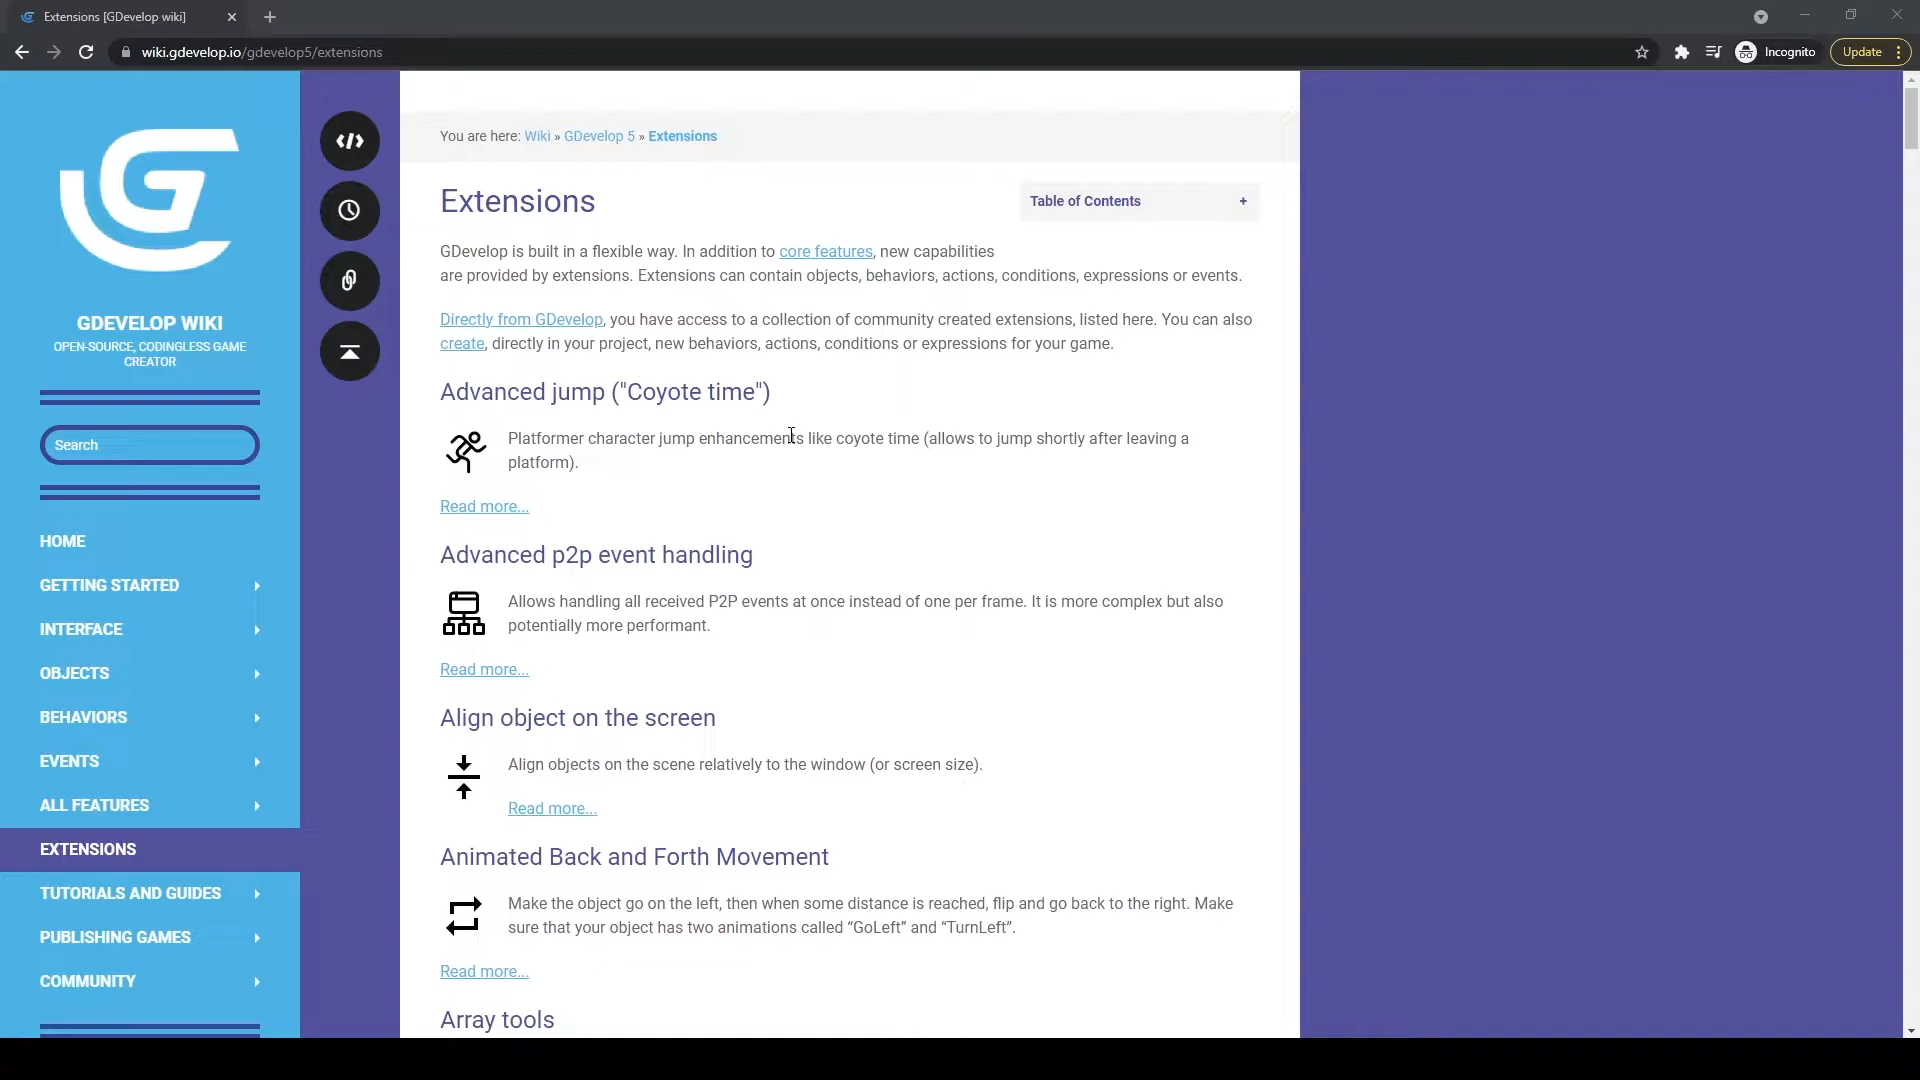 Extensions [GDevelop wiki]
wiki.gdevelop.io/gdevelop5/extensions
Incognito
Update
GDEVELOP WIKI
OPEN-SOURCE, CODINGLESS GAME
CREATOR
Search
HOME
GETTING STARTED
INTERFACE
OBJECTS
BEHAVIORS
EVENTS
ALL FEATURES
EXTENSIONS
TUTORIALS AND GUIDES
PUBLISHING GAMES
COMMUNITY
You are here: Wiki » GDevelop 5 » Extensions
Extensions
Table of Contents +
GDevelop is built in a flexible way. In addition to core features, new capabilities
are provided by extensions. Extensions can contain objects, behaviors, actions, conditions, expressions or events.
Directly from GDevelop, you have access to a collection of community created extensions, listed here. You can also
create, directly in your project, new behaviors, actions, conditions or expressions for your game.
Advanced jump ("Coyote time")
Platformer character jump enhancements like coyote time (allows to jump shortly after leaving a
platform).
Read more...
Advanced p2p event handling
Allows handling all received P2P events at once instead of one per frame. It is more complex but also
potentially more performant.
Read more...
Align object on the screen
Align objects on the scene relatively to the window (or screen size).
Read more...
Animated Back and Forth Movement
Make the object go on the left, then when some distance is reached, flip and go back to the right. Make
sure that your object has two animations called “GoLeft” and “TurnLeft”.
Read more...
Array tools